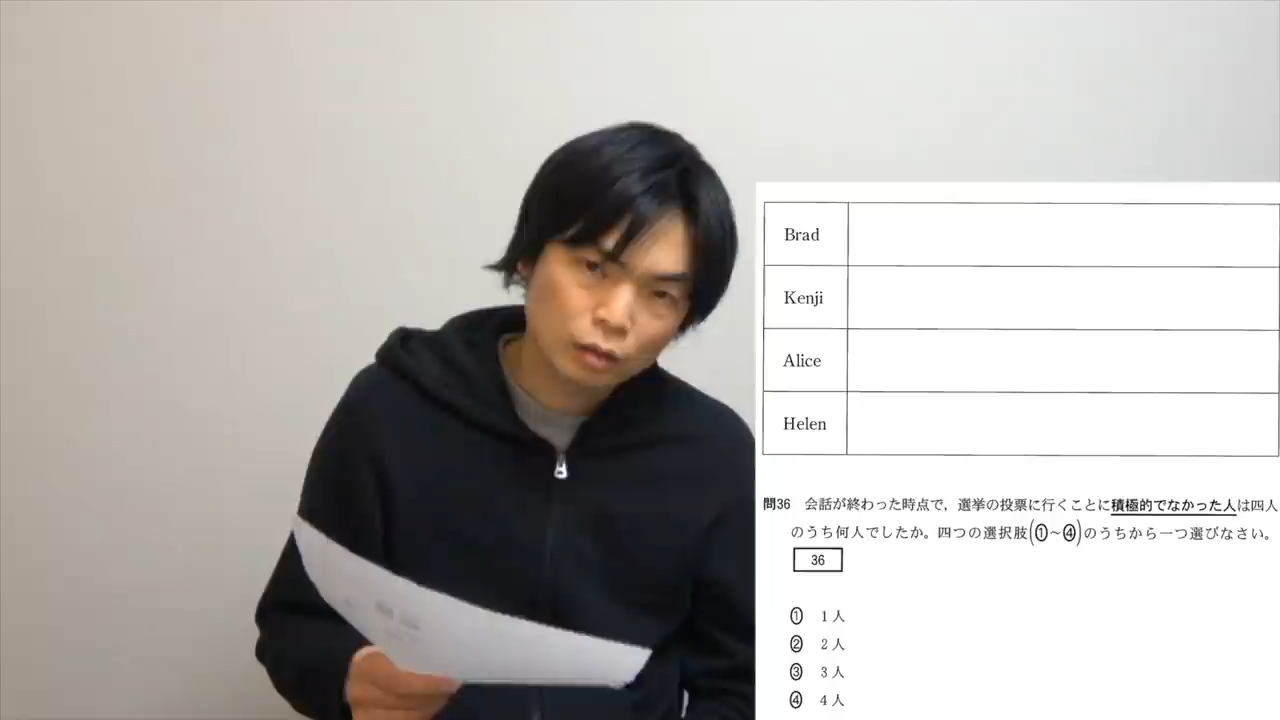 Brad
Kenji
Alice
Helen
問36 会話が終わった時点で，選挙の投票に行くことに積極的でなかった人は四人
のうち何人でしたか。四つの選択肢(①～④)のうちから一つ選びなさい。
36
① 1人
② 2人
③ 3人
④ 4人